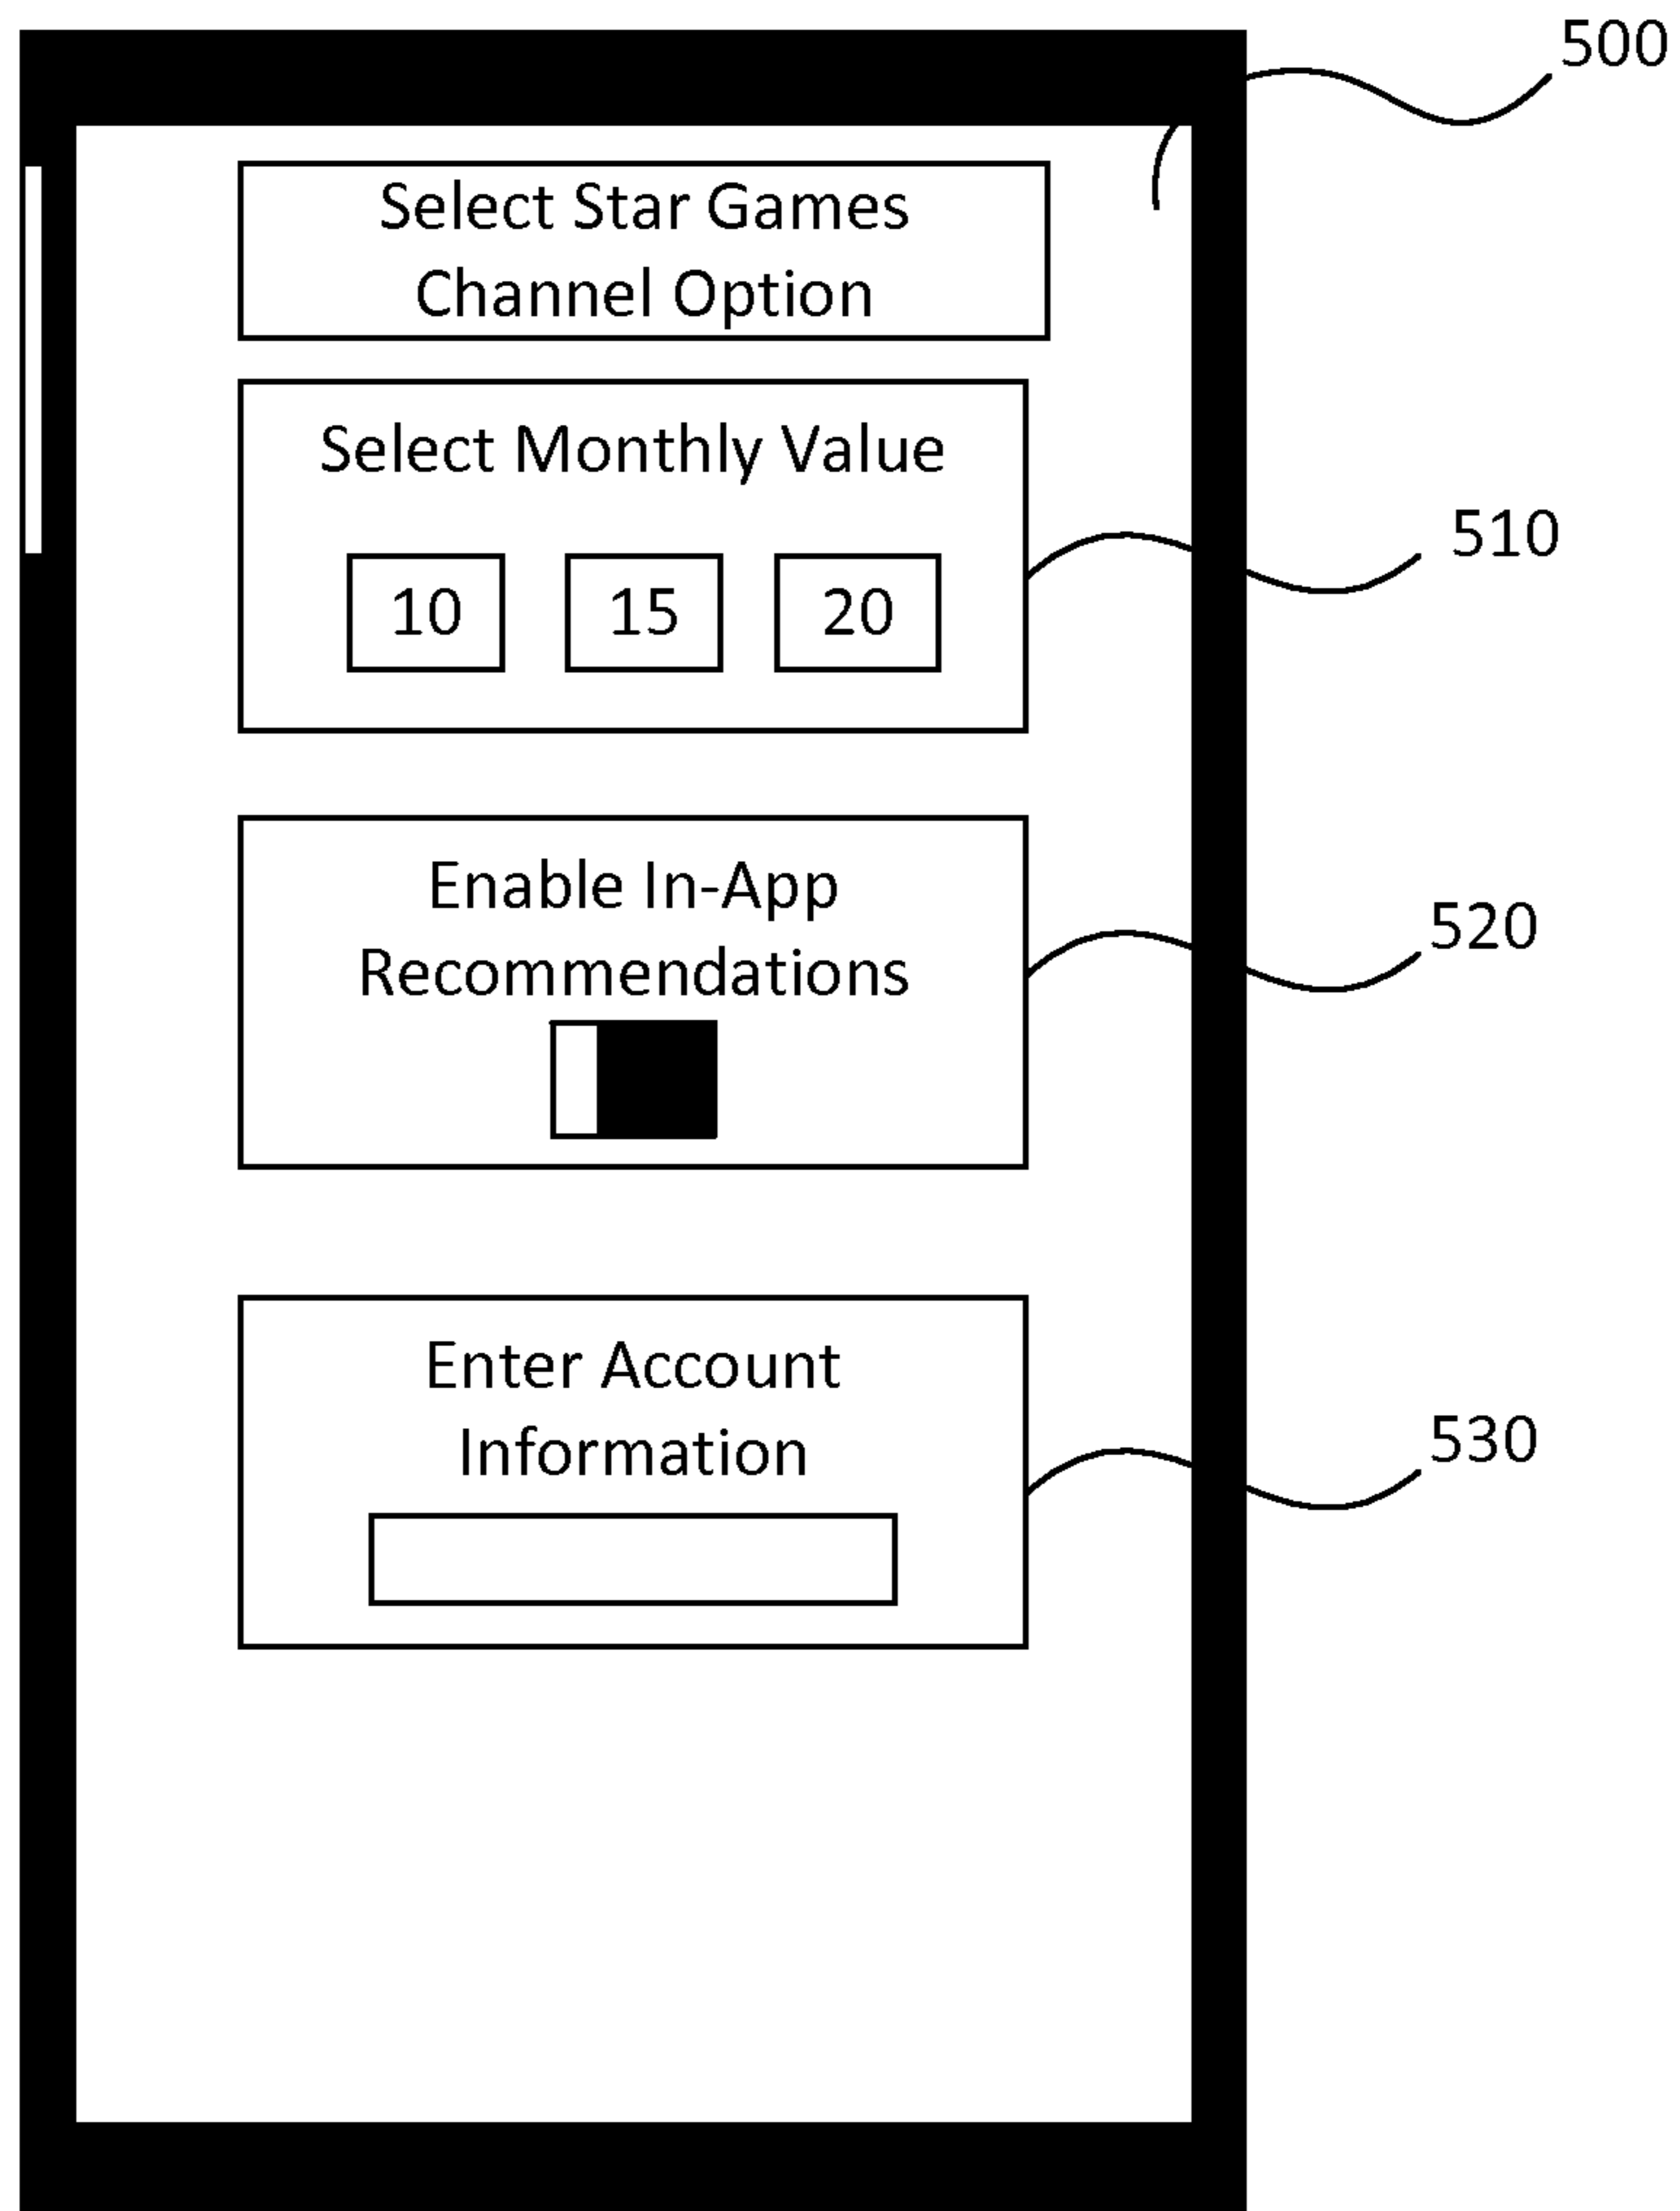 500
Select Star Games
Channel Option
Select Monthly Value
510
10 15 20
Enable In-App
520
Recommendations
Enter Account
530
Information